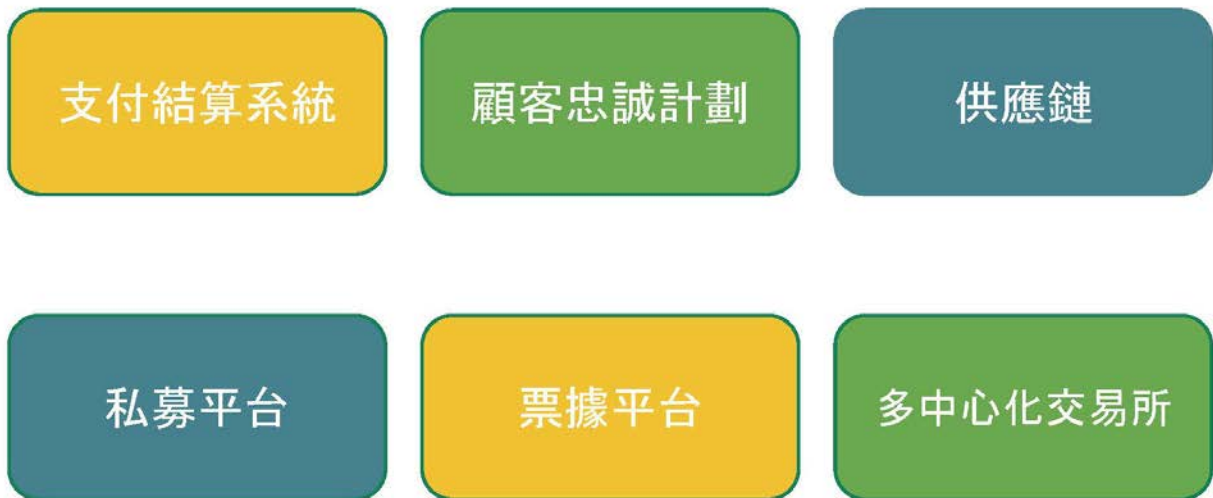 支付結算系統
顧客忠誠計劃
供應鏈
私募平台
票據平台
多中心化交易所